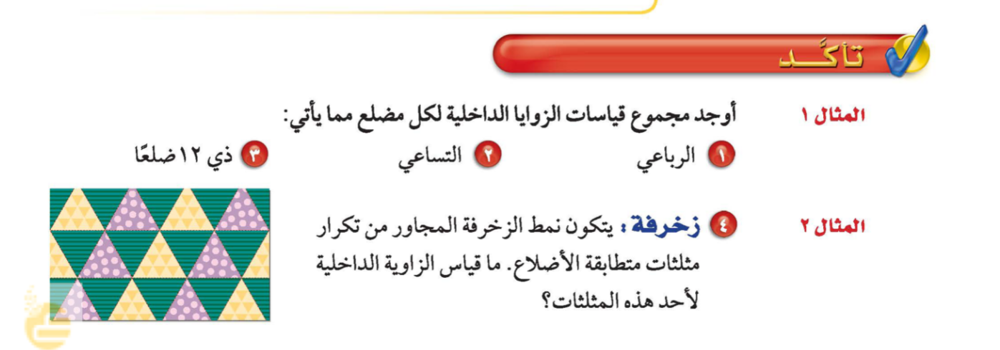 تأكَّــد
المثال ١ أوجد مجموع قياسات الزوايا الداخلية لكل مضلع مما يأتي:
١ الرباعي ٢ التساعي ٣ ذي ١٢ ضلعًا
المثال ٢ ٤ زخرفة : يتكون نمط الزخرفة المجاور من تكرار
مثلثات متطابقة الأضلاع. ما قياس الزاوية الداخلية
لأحد هذه المثلثات؟